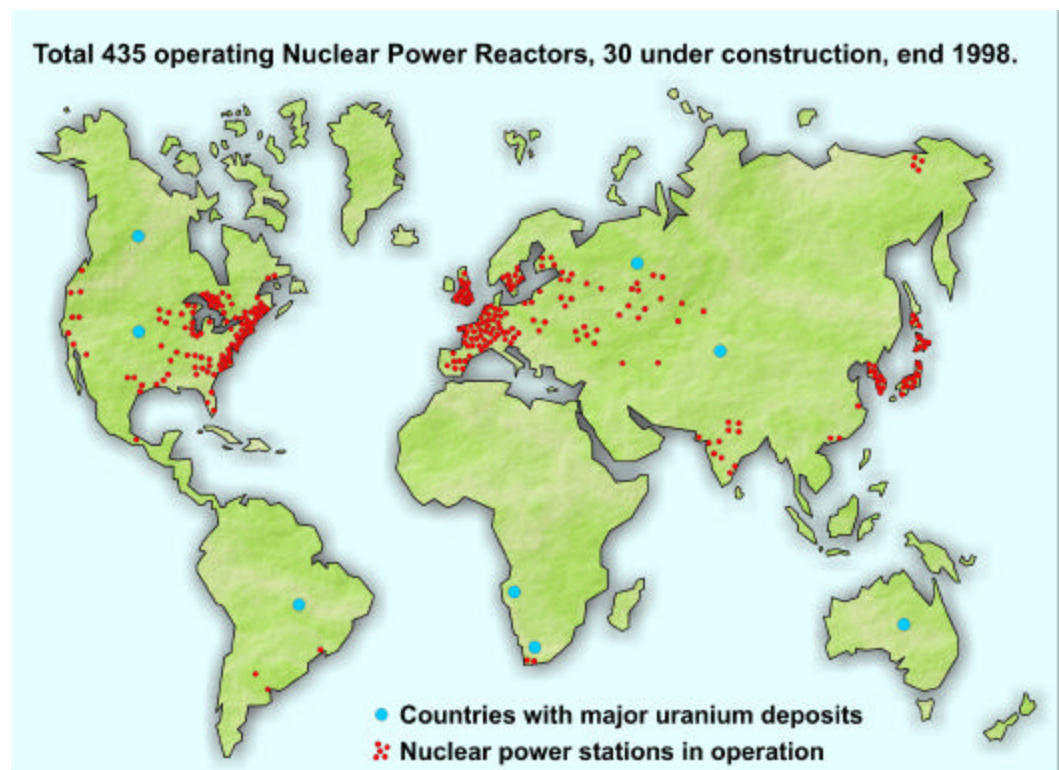 Total 435 operating Nuclear Power Reactors, 30 under construction, end 1998.
Countries with major uranium deposits
Nuclear power stations in operation